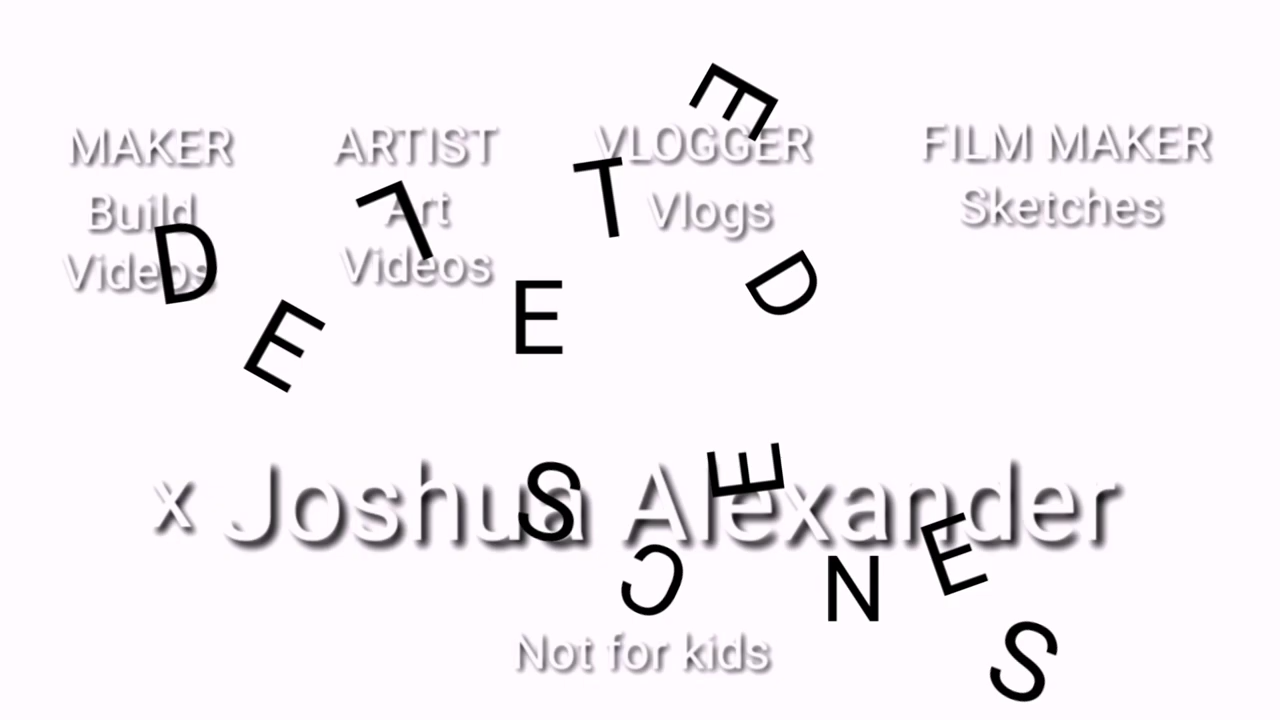 MAKER
Build
Videos
ARTIST
Art
Videos
VLOGGER
Vlogs
FILM MAKER
Sketches
DELETED
SCENES
x Joshua Alexander
Not for kids